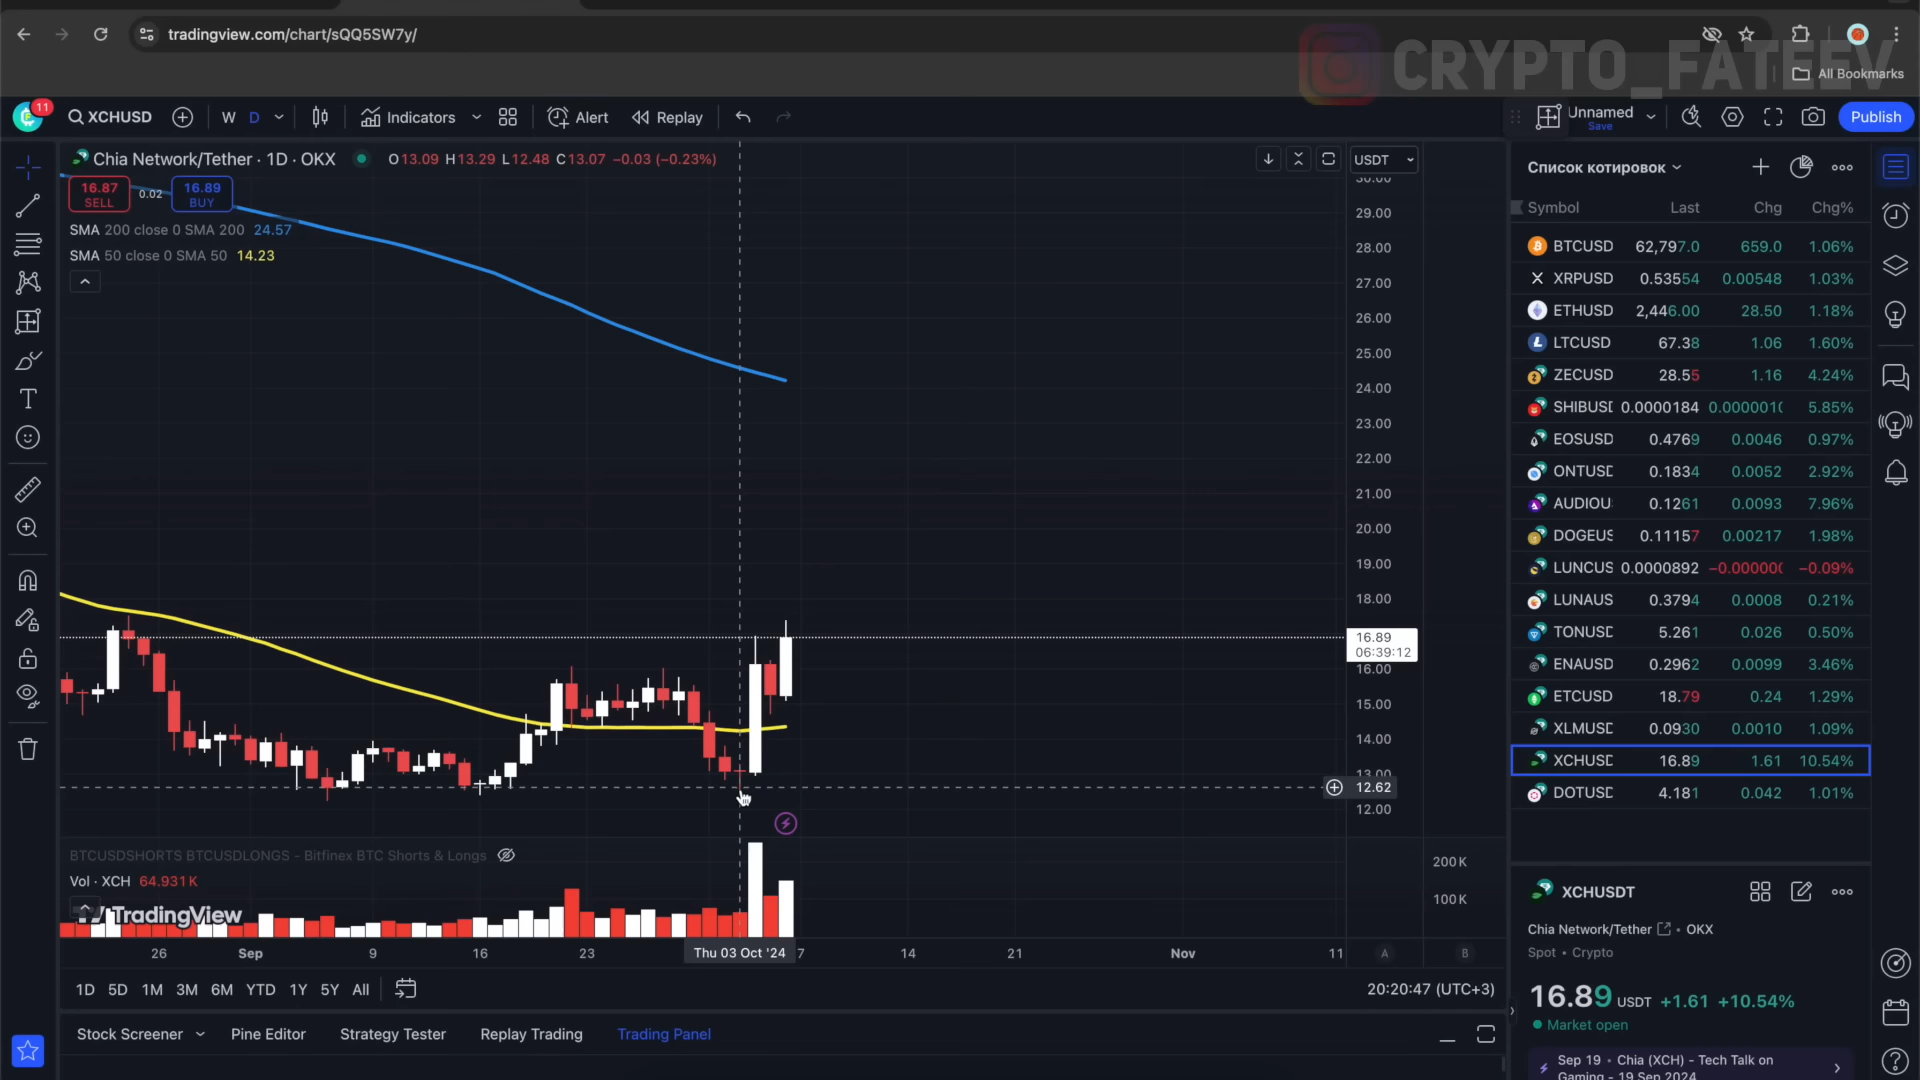 tradingview.com/chart/sQQ5SW7y/
CRYPTO_FATEEV
All Bookmarks
11
XCHUSD
W D
Indicators
Alert
Replay
Unnamed
Save
Publish
Chia Network/Tether · 1D · OKX
O13.09 H13.29 L12.48 C13.07 −0.03 (−0.23%)
16.87
SELL
0.02
16.89
BUY
SMA 200 close 0 SMA 200 24.57
SMA 50 close 0 SMA 50 14.23
USDT
30.00
29.00
28.00
27.00
26.00
25.00
24.00
23.00
22.00
21.00
20.00
19.00
18.00
16.89
06:39:12
16.00
15.00
14.00
13.00
12.62
12.00
BTCUSDSHORTS BTCUSDLONGS - Bitfinex BTC Shorts & Longs
Vol · XCH 64.931K
TradingView
200K
100K
26 Sep 9 16 23 Thu 03 Oct '24 7 14 21 Nov 11
A
B
1D 5D 1M 3M 6M YTD 1Y 5Y All
20:20:47 (UTC+3)
Stock Screener
Pine Editor
Strategy Tester
Replay Trading
Trading Panel
Список котировок
Symbol Last Chg Chg%
BTCUSD 62,797.0 659.0 1.06%
XRPUSD 0.53554 0.00548 1.03%
ETHUSD 2,446.00 28.50 1.18%
LTCUSD 67.38 1.06 1.60%
ZECUSD 28.55 1.16 4.24%
SHIBUSD 0.0000184 0.0000010 5.85%
EOSUSD 0.4769 0.0046 0.97%
ONTUSD 0.1834 0.0052 2.92%
AUDIOU 0.1261 0.0093 7.96%
DOGEUS 0.11157 0.00217 1.98%
LUNCUS 0.0000892 −0.000000 −0.09%
LUNAUS 0.3794 0.0008 0.21%
TONUSD 5.261 0.026 0.50%
ENAUSD 0.2962 0.0099 3.46%
ETCUSD 18.79 0.24 1.29%
XLMUSD 0.0930 0.0010 1.09%
XCHUSD 16.89 1.61 10.54%
DOTUSD 4.181 0.042 1.01%
XCHUSDT
Chia Network/Tether • OKX
Spot • Crypto
16.89 USDT +1.61 +10.54%
Market open
Sep 19 • Chia (XCH) - Tech Talk on
Gaming - 19 Sep 2024